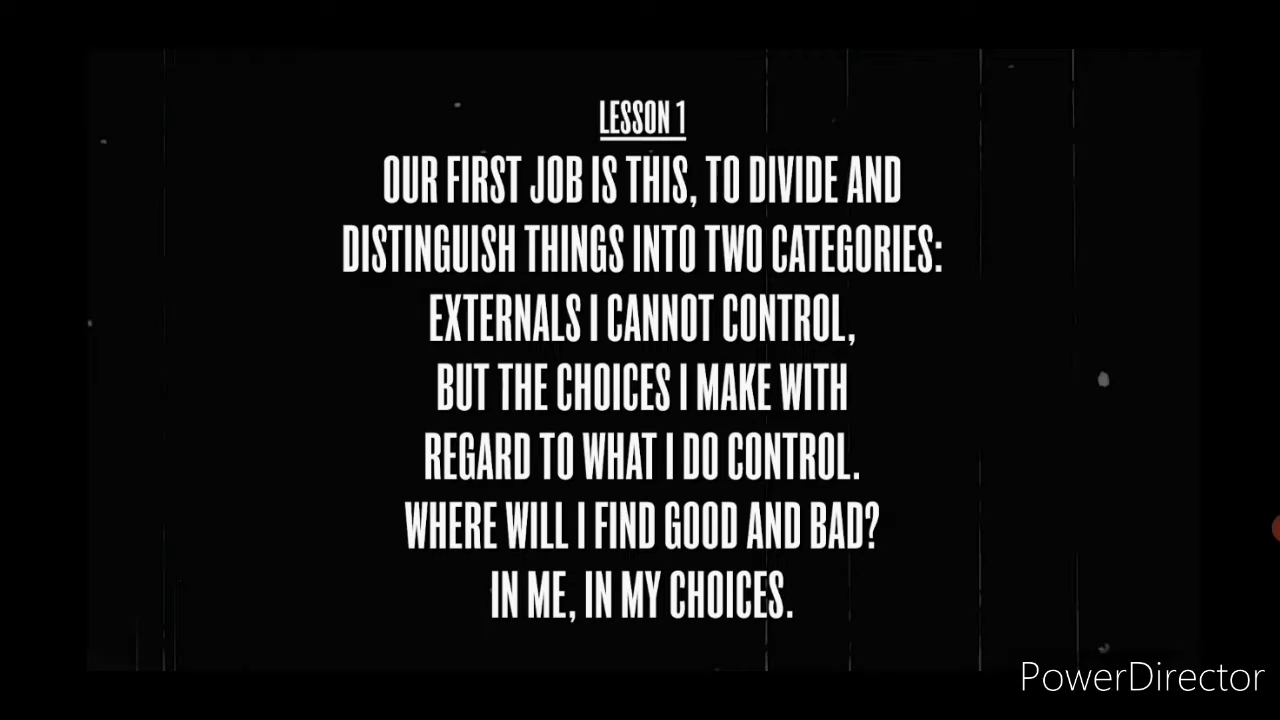 LESSON 1
OUR FIRST JOB IS THIS, TO DIVIDE AND
DISTINGUISH THINGS INTO TWO CATEGORIES:
EXTERNALS I CANNOT CONTROL,
BUT THE CHOICES I MAKE WITH
REGARD TO WHAT I DO CONTROL.
WHERE WILL I FIND GOOD AND BAD?
IN ME, IN MY CHOICES.
PowerDirector